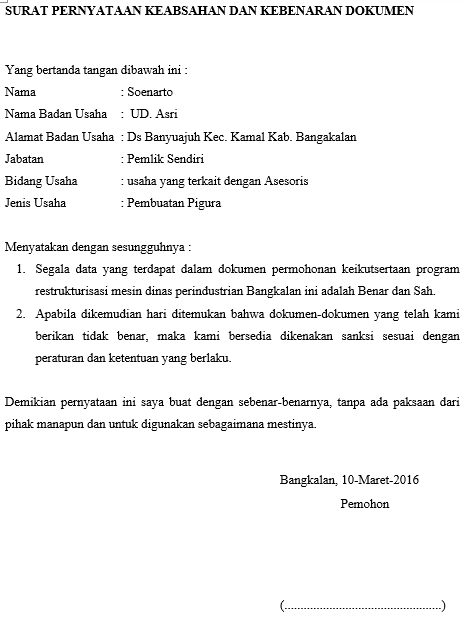 SURAT PERNYATAAN KEABSAHAN DAN KEBENARAN DOKUMEN
Yang bertanda tangan dibawah ini :
Nama : Soenarto
Nama Badan Usaha : UD. Asri
Alamat Badan Usaha : Ds Banyuajuh Kec. Kamal Kab. Bangakalan
Jabatan : Pemlik Sendiri
Bidang Usaha : usaha yang terkait dengan Asesoris
Jenis Usaha : Pembuatan Pigura
Menyatakan dengan sesungguhnya :
1. Segala data yang terdapat dalam dokumen permohonan keikutsertaan program
restrukturisasi mesin dinas perindustrian Bangkalan ini adalah Benar dan Sah.
2. Apabila dikemudian hari ditemukan bahwa dokumen-dokumen yang telah kami
berikan tidak benar, maka kami bersedia dikenakan sanksi sesuai dengan
peraturan dan ketentuan yang berlaku.
Demikian pernyataan ini saya buat dengan sebenar-benarnya, tanpa ada paksaan dari
pihak manapun dan untuk digunakan sebagaimana mestinya.
Bangkalan, 10-Maret-2016
Pemohon
(.................................................)